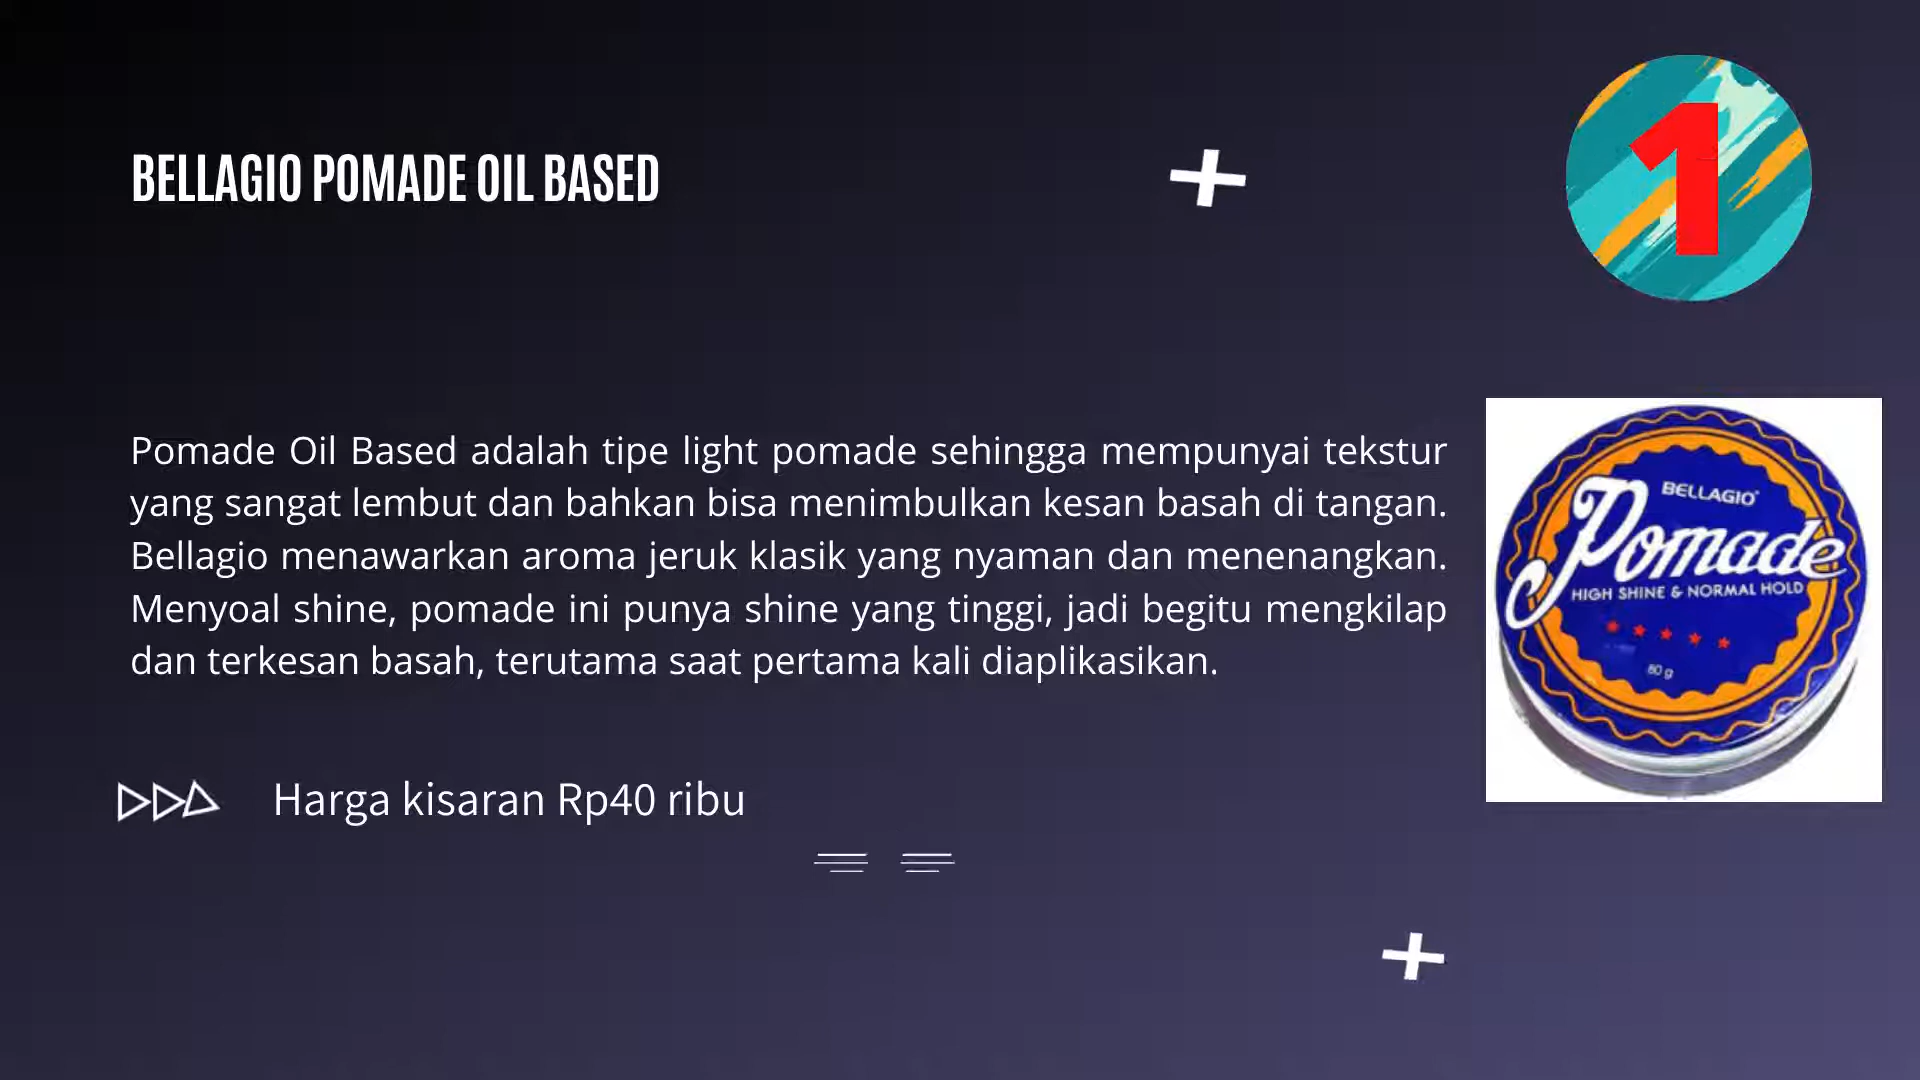 BELLAGIO POMADE OIL BASED
1
Pomade Oil Based adalah tipe light pomade sehingga mempunyai tekstur
yang sangat lembut dan bahkan bisa menimbulkan kesan basah di tangan.
Bellagio menawarkan aroma jeruk klasik yang nyaman dan menenangkan.
Menyoal shine, pomade ini punya shine yang tinggi, jadi begitu mengkilap
dan terkesan basah, terutama saat pertama kali diaplikasikan.
BELLAGIO
Pomade
HIGH SHINE & NORMAL HOLD
80 g
Harga kisaran Rp40 ribu